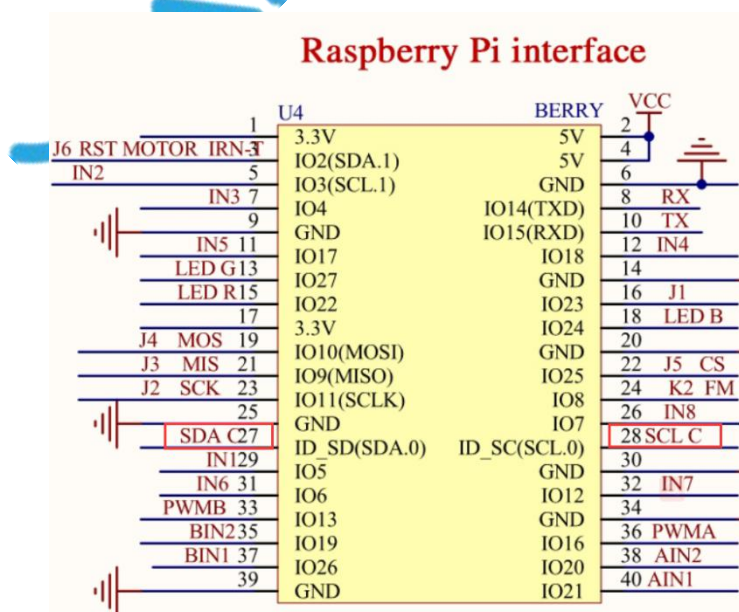 Raspberry Pi interface
U4 BERRY VCC
1 3.3V 5V 2
J6 RST MOTOR IRN-T 3 IO2(SDA.1) 5V 4
IN2 5 IO3(SCL.1) GND 6
IN3 7 IO4 IO14(TXD) 8 RX
9 GND IO15(RXD) 10 TX
IN5 11 IO17 IO18 12 IN4
LED G13 IO27 GND 14
LED R15 IO22 IO23 16 J1
17 3.3V IO24 18 LED B
J4 MOS 19 IO10(MOSI) GND 20
J3 MIS 21 IO9(MISO) IO25 22 J5 CS
J2 SCK 23 IO11(SCLK) IO8 24 K2 FM
25 GND IO7 26 IN8
SDA C27 ID_SD(SDA.0) ID_SC(SCL.0) 28 SCL C
IN129 IO5 GND 30
IN6 31 IO6 IO12 32 IN7
PWMB 33 IO13 GND 34
BIN235 IO19 IO16 36 PWMA
BIN1 37 IO26 IO20 38 AIN2
39 GND IO21 40 AIN1